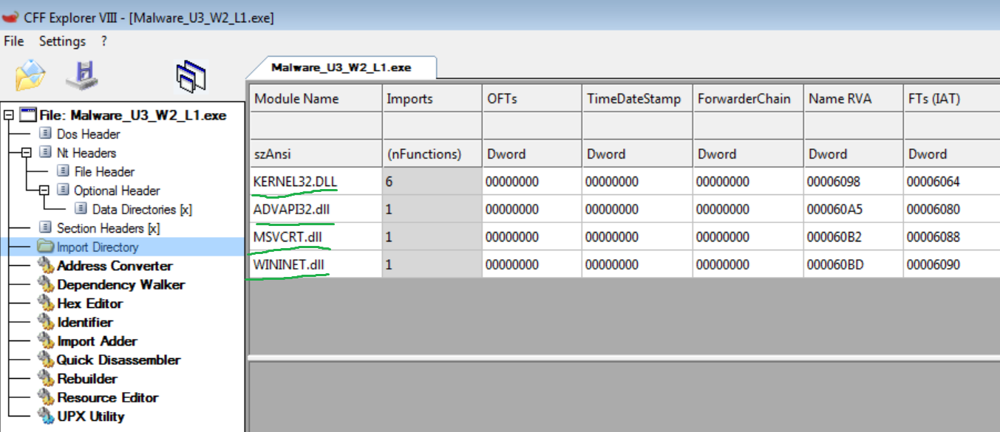 CFF Explorer VIII - [Malware_U3_W2_L1.exe]
File Settings ?
Malware_U3_W2_L1.exe
File: Malware_U3_W2_L1.exe
Dos Header
Nt Headers
File Header
Optional Header
Data Directories [x]
Section Headers [x]
Import Directory
Address Converter
Dependency Walker
Hex Editor
Identifier
Import Adder
Quick Disassembler
Rebuilder
Resource Editor
UPX Utility
Module Name Imports OFTs TimeDateStamp ForwarderChain Name RVA FTs (IAT)
szAnsi (nFunctions) Dword Dword Dword Dword Dword
KERNEL32.DLL 6 00000000 00000000 00000000 00006098 00006064
ADVAPI32.dll 1 00000000 00000000 00000000 000060A5 00006080
MSVCRT.dll 1 00000000 00000000 00000000 000060B2 00006088
WININET.dll 1 00000000 00000000 00000000 000060BD 00006090